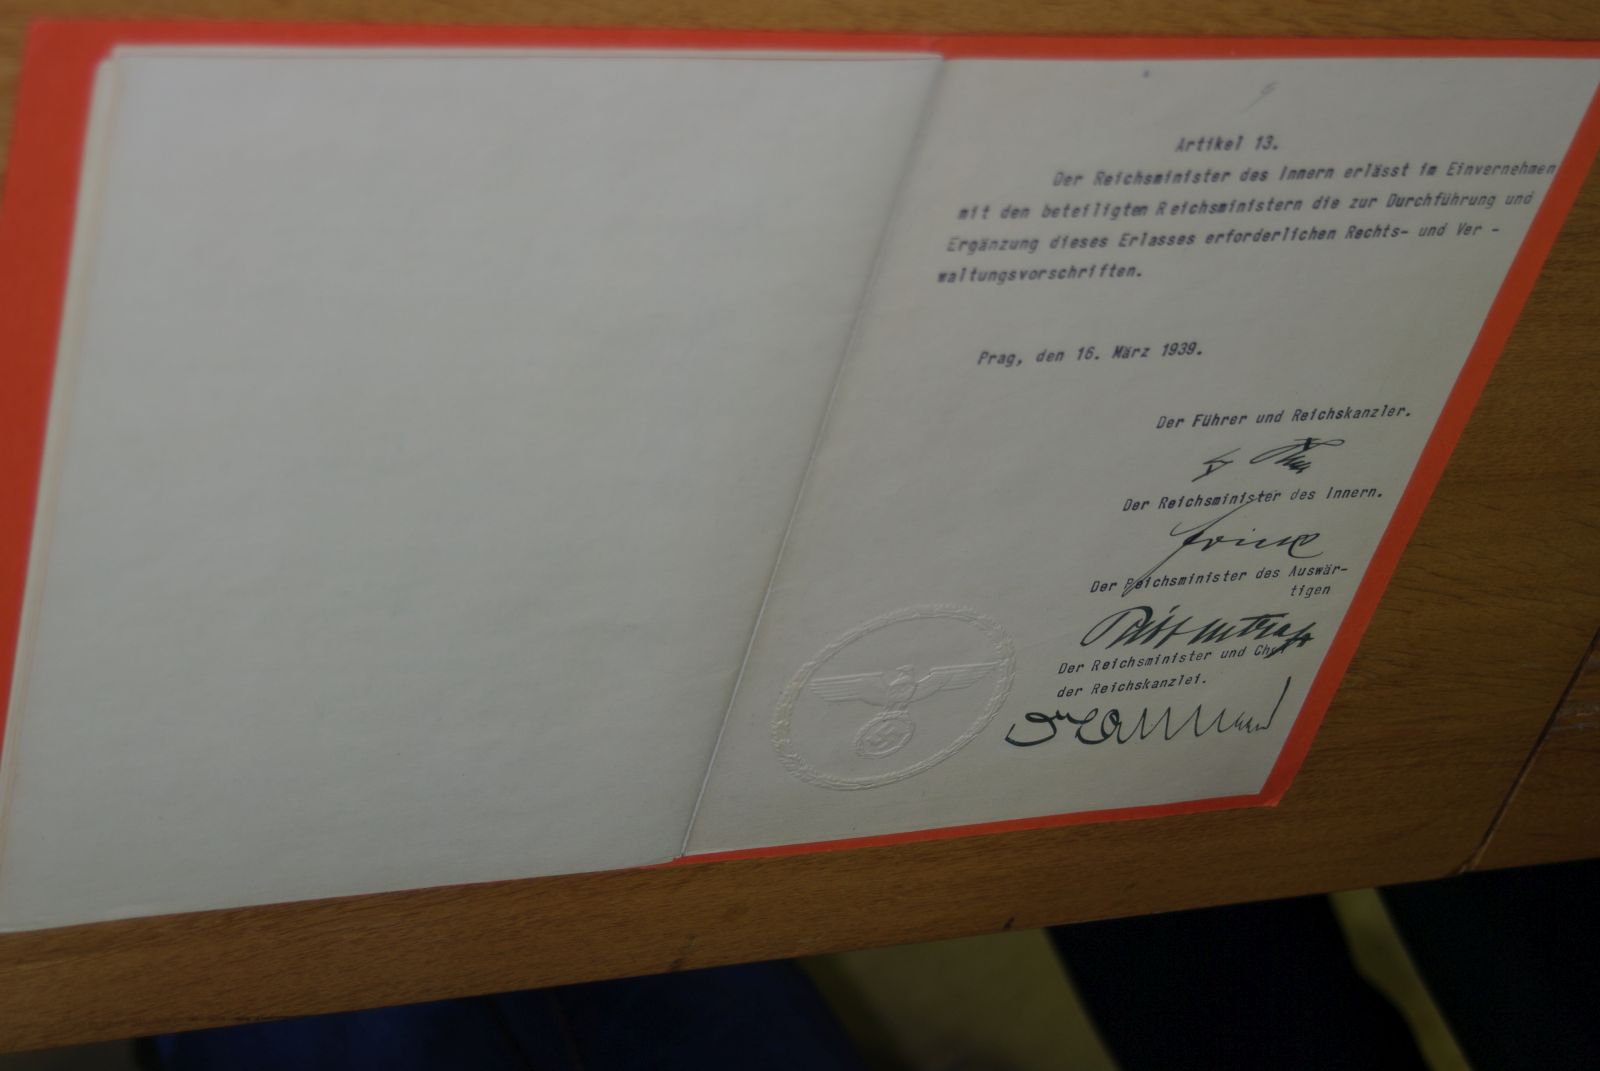 Artikel 13.
Der Reichsminister des Innern erlässt im Einvernehmen
mit den beteiligten Reichsministern die zur Durchführung und
Ergänzung dieses Erlasses erforderlichen Rechts- und Ver -
waltungsvorschriften.
Prag, den 16. März 1939.
Der Führer und Reichskanzler.
Der Reichsminister des Innern.
Frick
Der Reichsminister des Auswär-
tigen
Der Reichsminister und Chef
der Reichskanzlei.